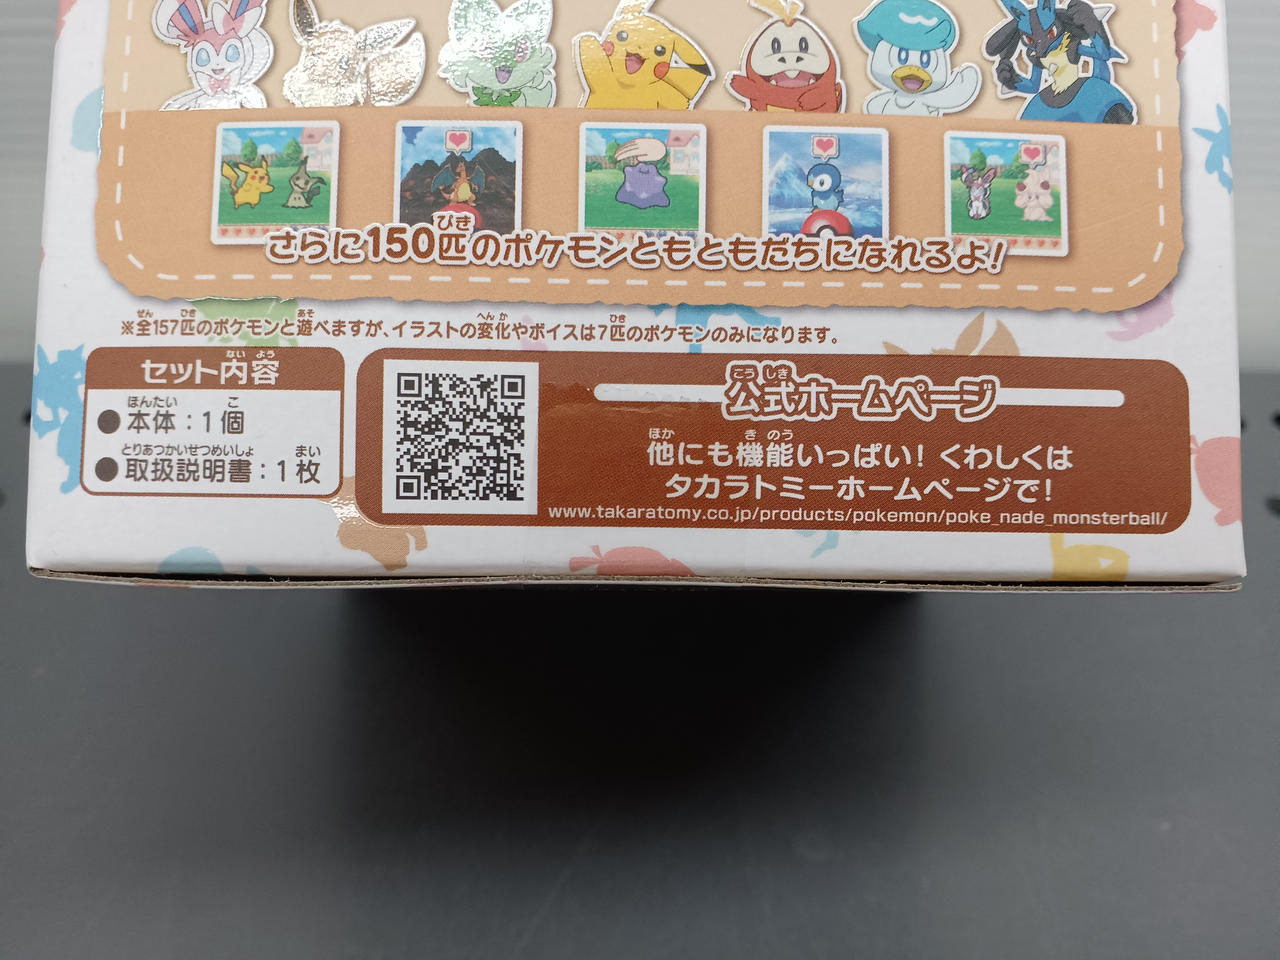 さらに150匹のポケモンともともだちになれるよ!
※全157匹のポケモンと遊べますが、イラストの変化やボイスは7匹のポケモンのみになります。
セット内容
●本体:1個
●取扱説明書:1枚
公式ホームページ
他にも機能いっぱい! くわしくは
タカラトミーホームページで!
www.takaratomy.co.jp/products/pokemon/poke_nade_monsterball/